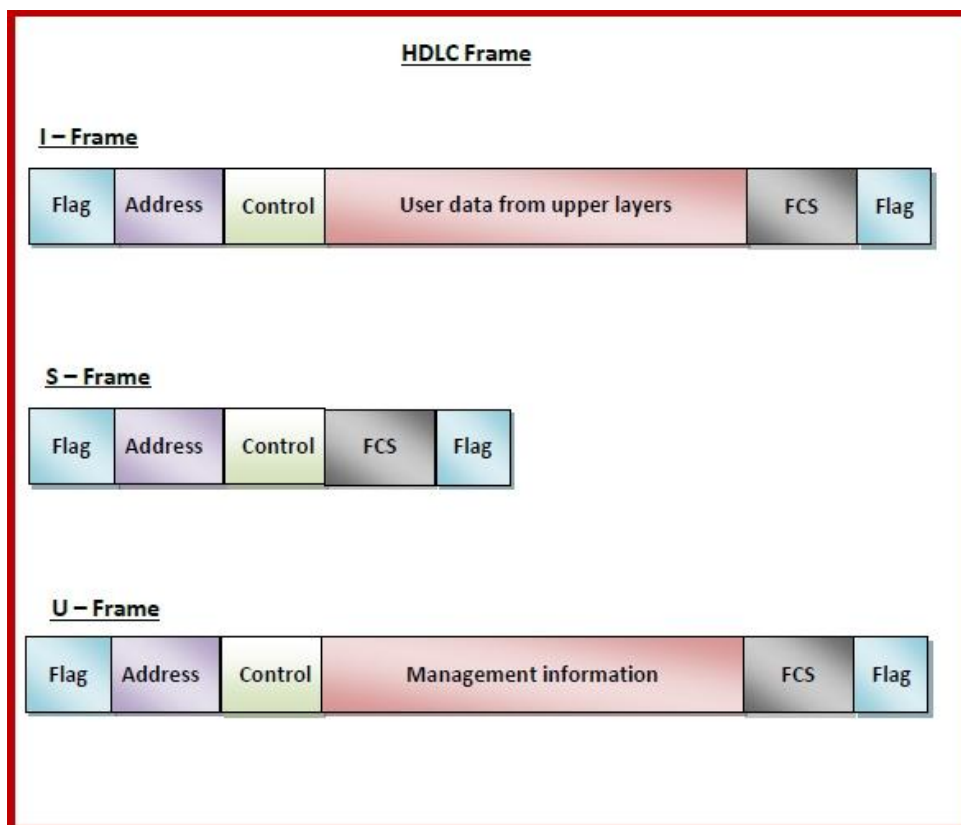 HDLC Frame
I – Frame
Flag Address Control User data from upper layers FCS Flag
S – Frame
Flag Address Control FCS Flag
U – Frame
Flag Address Control Management information FCS Flag